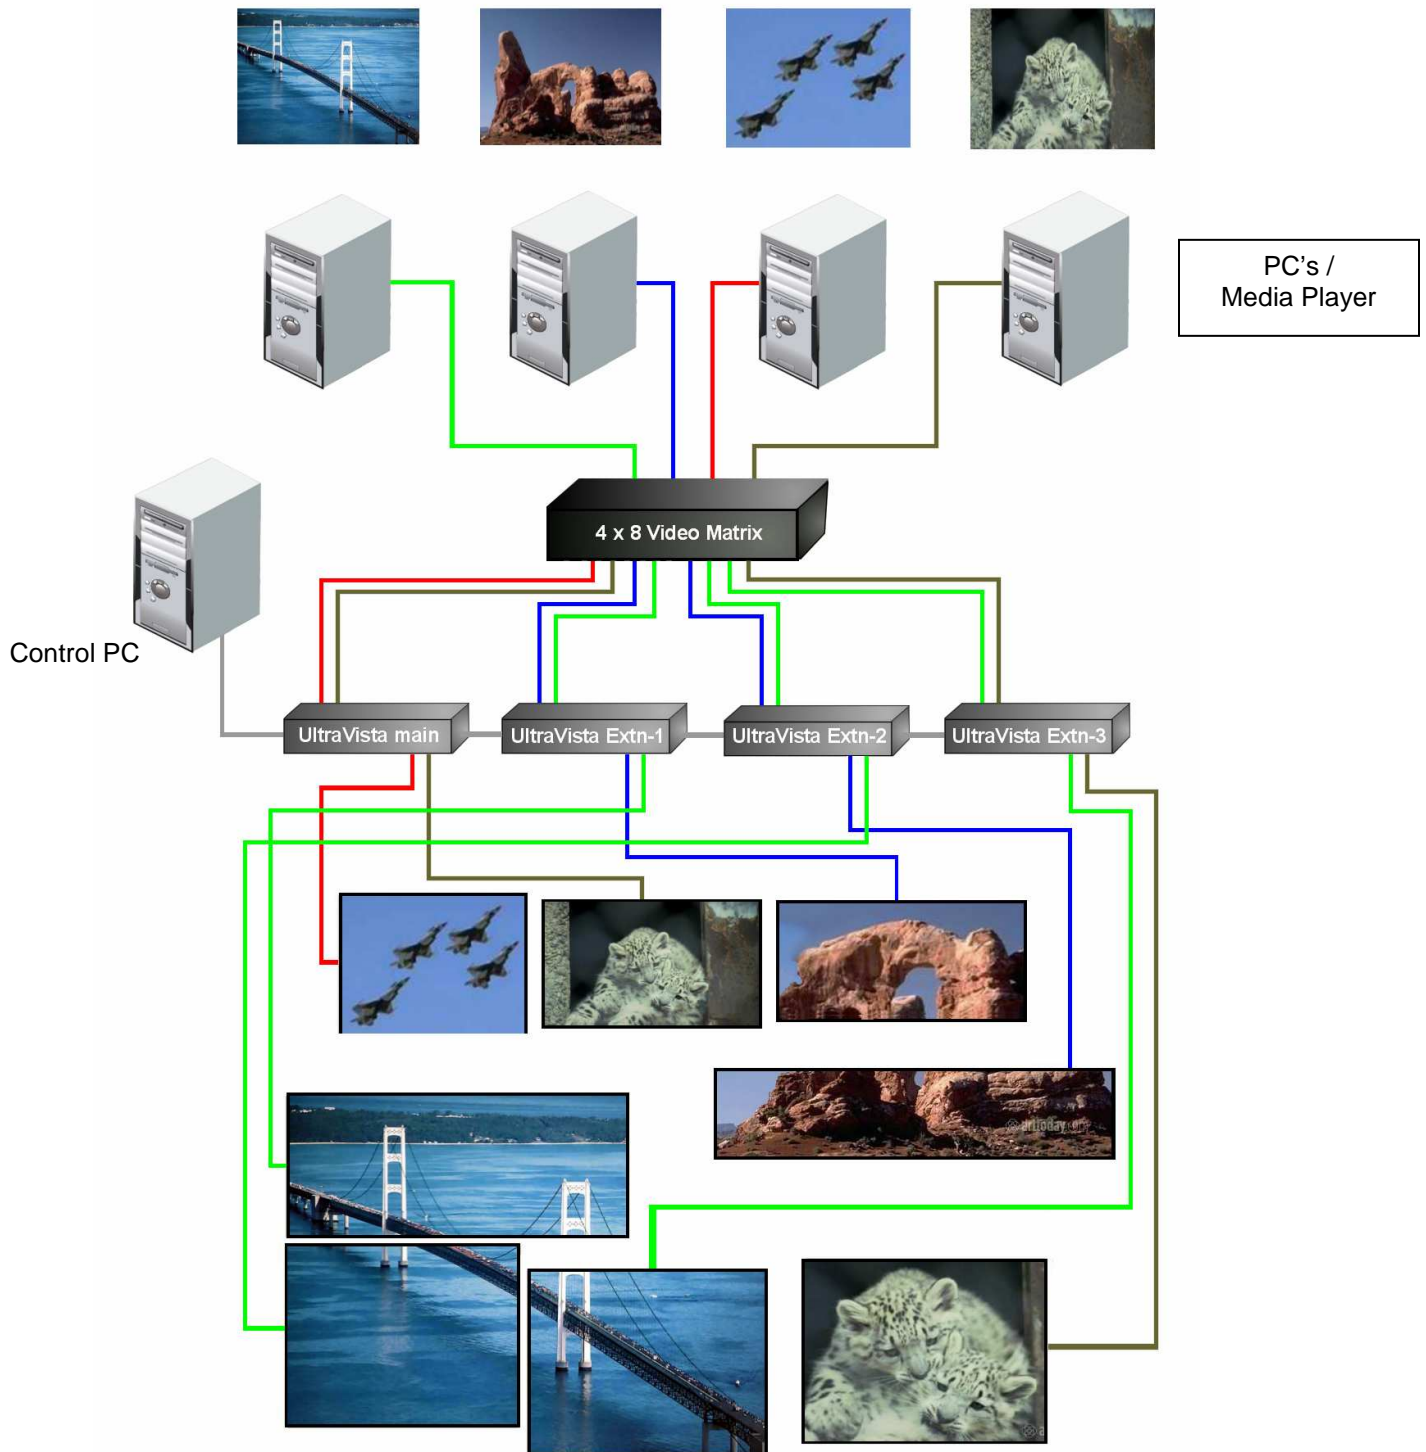 PC's /
Media Player
4 x 8 Video Matrix
Control PC
UltraVista main
UltraVista Extn-1
UltraVista Extn-2
UltraVista Extn-3